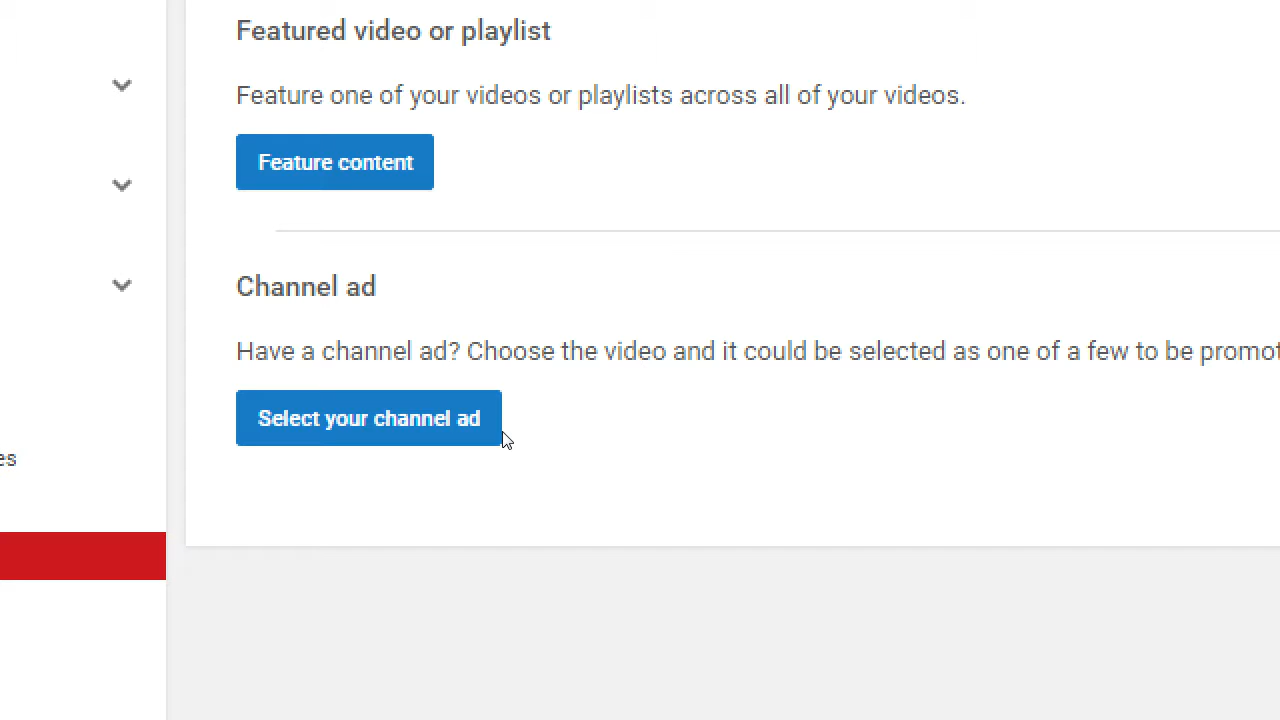 Featured video or playlist
Feature one of your videos or playlists across all of your videos.
Feature content
Channel ad
Have a channel ad? Choose the video and it could be selected as one of a few to be promot
Select your channel ad
es